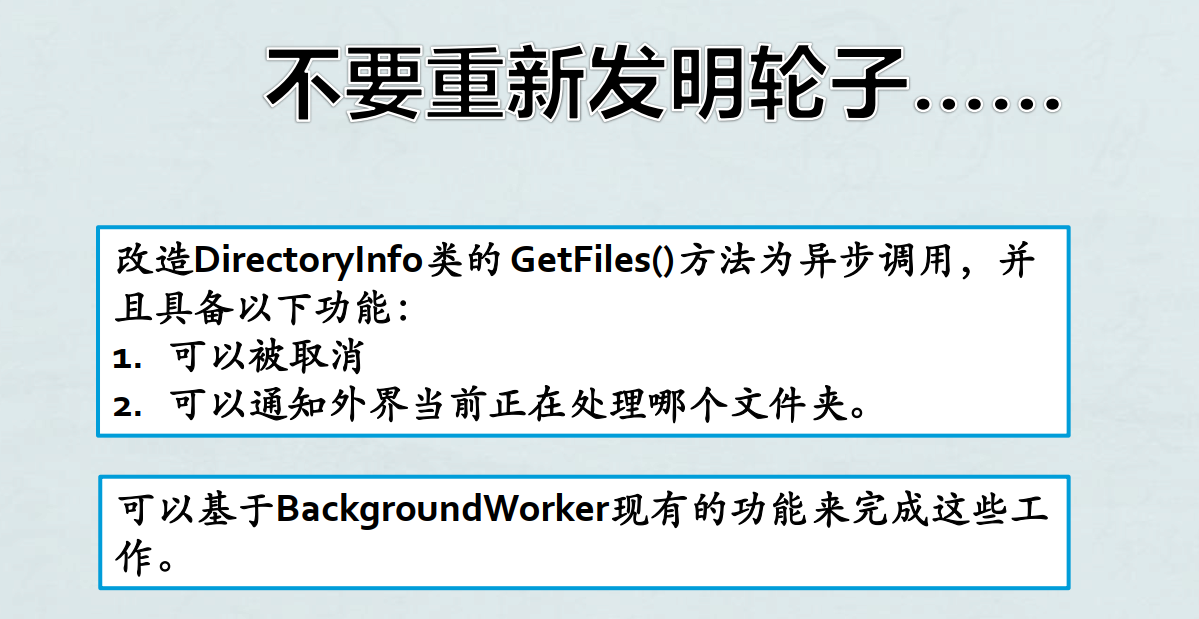 不要重新发明轮子……
改造DirectoryInfo类的 GetFiles()方法为异步调用，并
且具备以下功能：
1. 可以被取消
2. 可以通知外界当前正在处理哪个文件夹。
可以基于BackgroundWorker现有的功能来完成这些工
作。